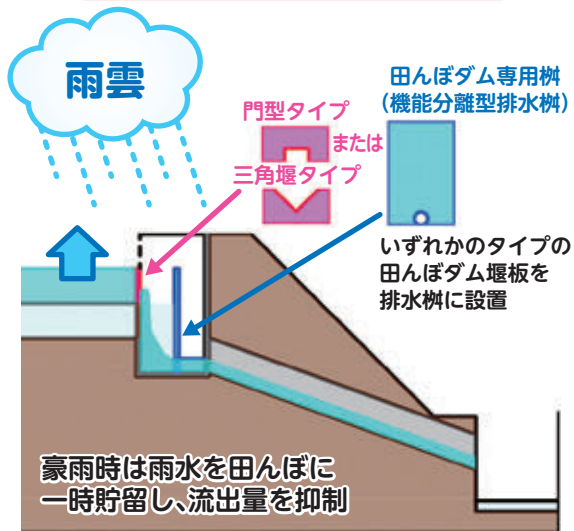 雨雲
門型タイプ
または
三角堰タイプ
田んぼダム専用桝
(機能分離型排水桝)
いずれかのタイプの
田んぼダム堰板を
排水桝に設置
豪雨時は雨水を田んぼに
一時貯留し、流出量を抑制